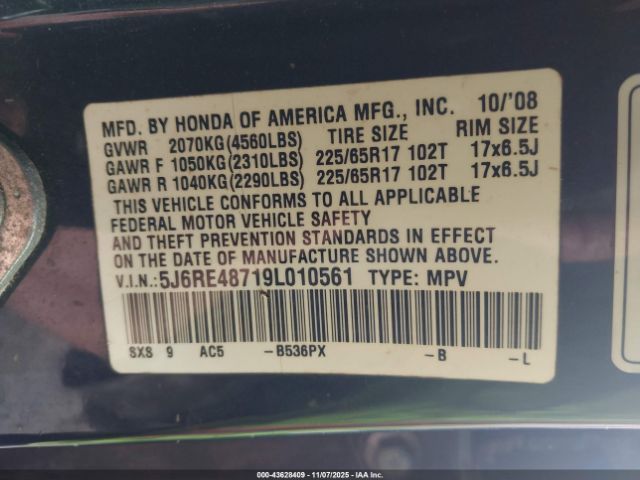 MFD. BY HONDA OF AMERICA MFG., INC. 10/'08
GVWR 2070KG(4560LBS) TIRE SIZE RIM SIZE
GAWR F 1050KG(2310LBS) 225/65R17 102T 17x6.5J
GAWR R 1040KG(2290LBS) 225/65R17 102T 17x6.5J
THIS VEHICLE CONFORMS TO ALL APPLICABLE
FEDERAL MOTOR VEHICLE SAFETY
AND THEFT PREVENTION STANDARDS IN EFFECT
ON THE DATE OF MANUFACTURE SHOWN ABOVE.
V.I.N.:5J6RE48719L010561 TYPE: MPV
SXS 9 AC5 -B536PX -B -L
000-43628409 - 11/07/2025 - IAAI.COM